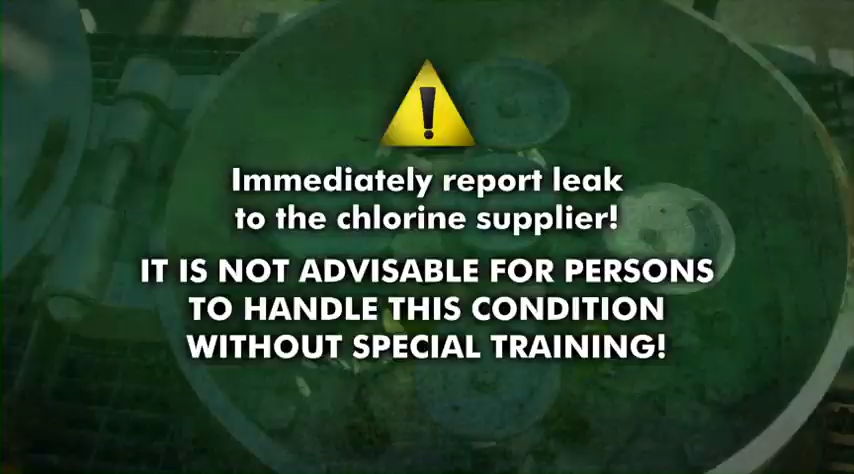 Immediately report leak
to the chlorine supplier!
IT IS NOT ADVISABLE FOR PERSONS
TO HANDLE THIS CONDITION
WITHOUT SPECIAL TRAINING!